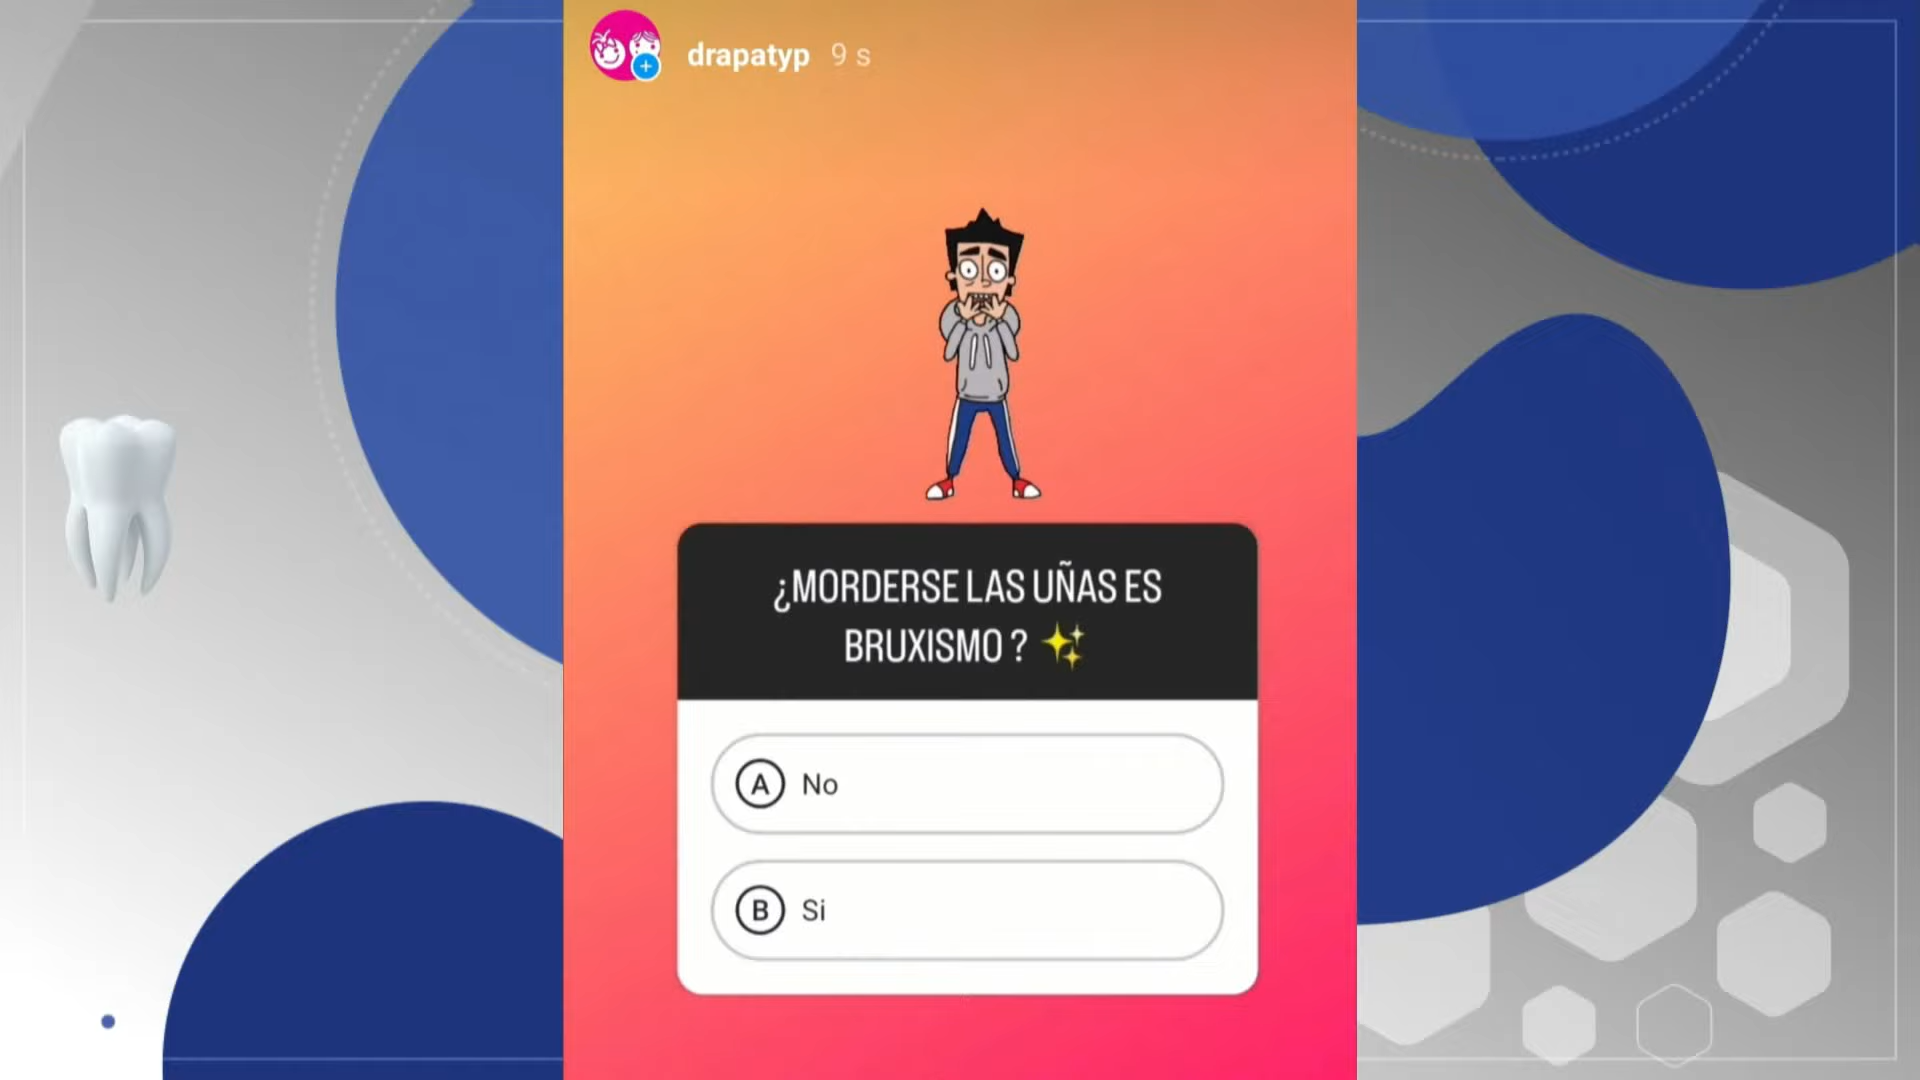 drapatyp 9 s
¿MORDERSE LAS UÑAS ES
BRUXISMO ? ✨
A No
B Si